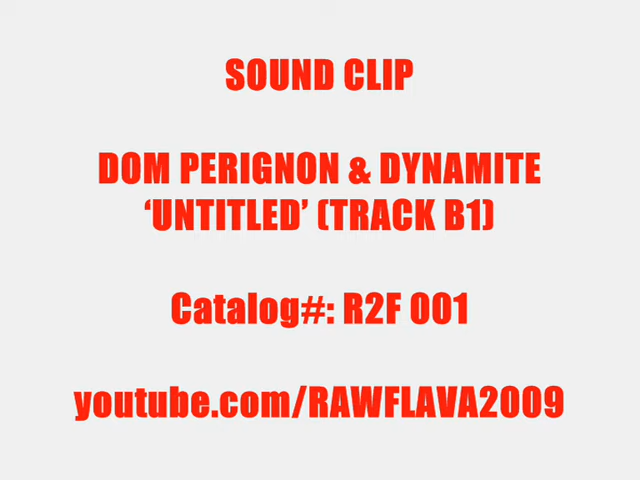 SOUND CLIP
DOM PERIGNON & DYNAMITE
‘UNTITLED’ (TRACK B1)
Catalog#: R2F 001
youtube.com/RAWFLAVA2009